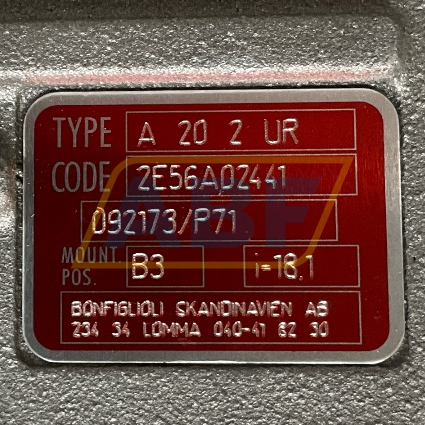 TYPE A 20 2 UR
CODE 2E56A02441
092173/P71
MOUNT. POS. B3 i=18.1
BONFIGLIOLI SKANDINAVIEN AB
234 34 LOMMA 040-41 82 30
ABF